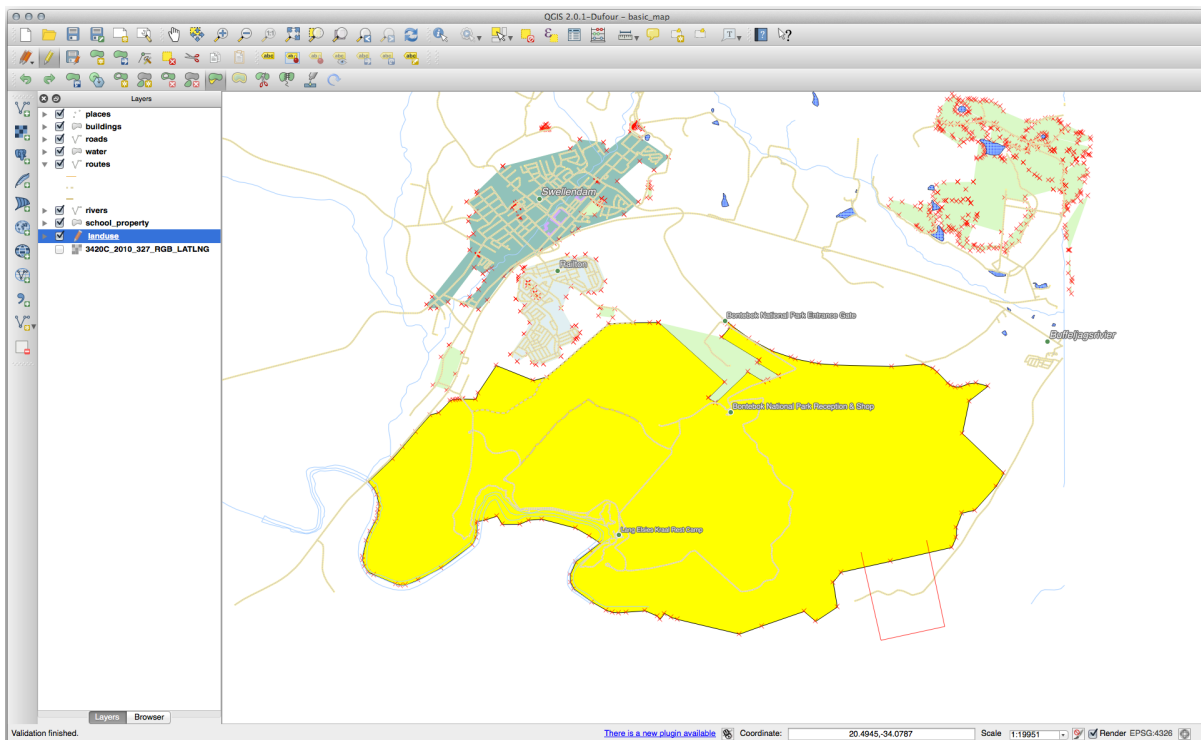 QGIS 2.0.1-Dufour – basic_map
Layers
places
buildings
roads
water
routes
rivers
school_property
landuse
3420C_2010_327_RGB_LATLNG
Swellendam
Railton
Bontebok National Park Entrance Gate
Buffeljagsrivier
Bontebok National Park Reception & Shop
Lang Elsies Kraal Rest Camp
Layers
Browser
Validation finished.
There is a new plugin available
Coordinate:
20.4945,-34.0787
Scale
1:19951
Render
EPSG:4326